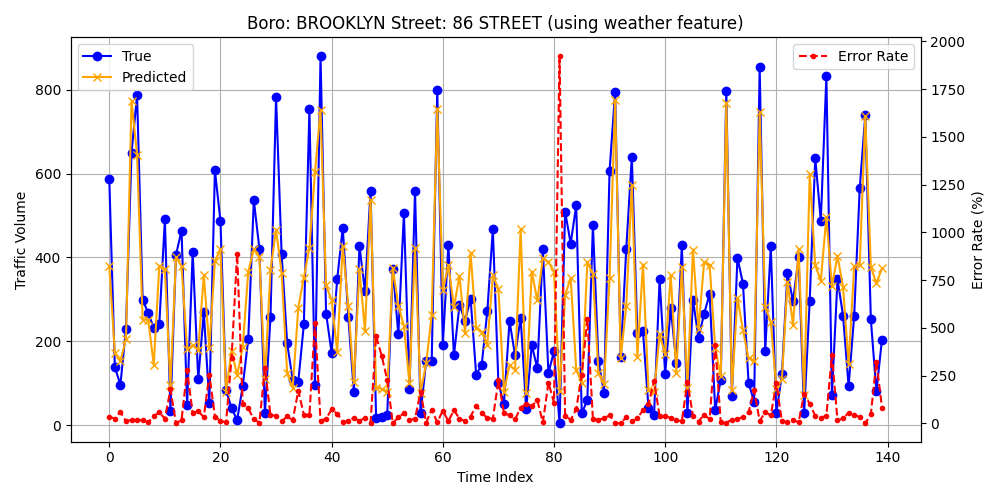 Boro: BROOKLYN Street: 86 STREET (using weather feature)
True
Predicted
Error Rate
Traffic Volume
0
200
400
600
800
Error Rate (%)
0
250
500
750
1000
1250
1500
1750
2000
0 20 40 60 80 100 120 140
Time Index